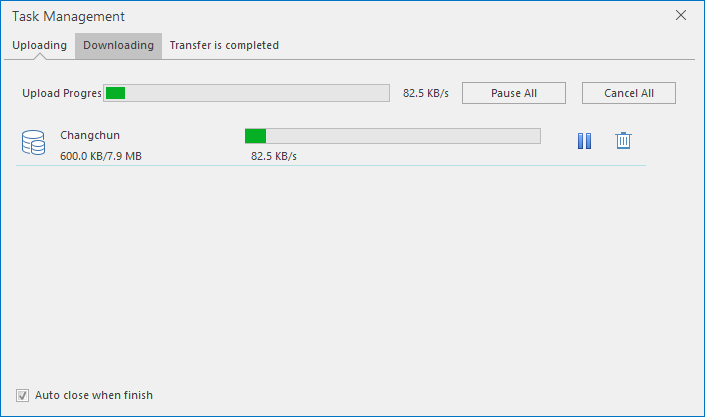 Task Management
Uploading Downloading Transfer is completed
Upload Progres 82.5 KB/s Pause All Cancel All
Changchun
600.0 KB/7.9 MB 82.5 KB/s
Auto close when finish